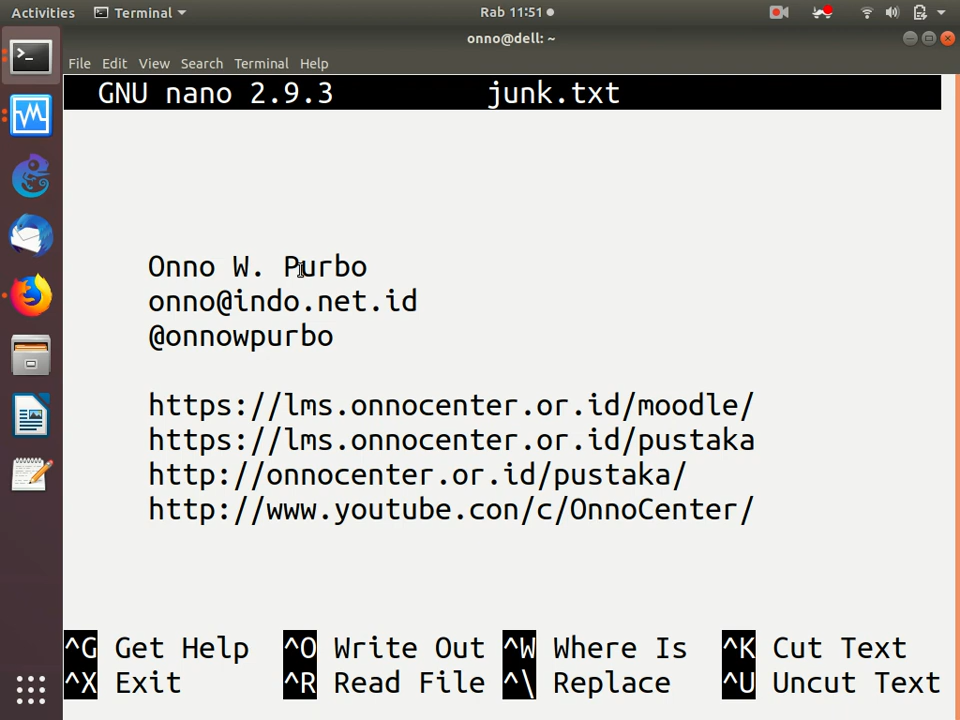 Activities Terminal Rab 11:51
onno@dell: ~
File Edit View Search Terminal Help
GNU nano 2.9.3 junk.txt
Onno W. Purbo
onno@indo.net.id
@onnowpurbo
https://lms.onnocenter.or.id/moodle/
https://lms.onnocenter.or.id/pustaka
http://onnocenter.or.id/pustaka/
http://www.youtube.con/c/OnnoCenter/
^G Get Help ^O Write Out ^W Where Is ^K Cut Text
^X Exit ^R Read File ^\ Replace ^U Uncut Text